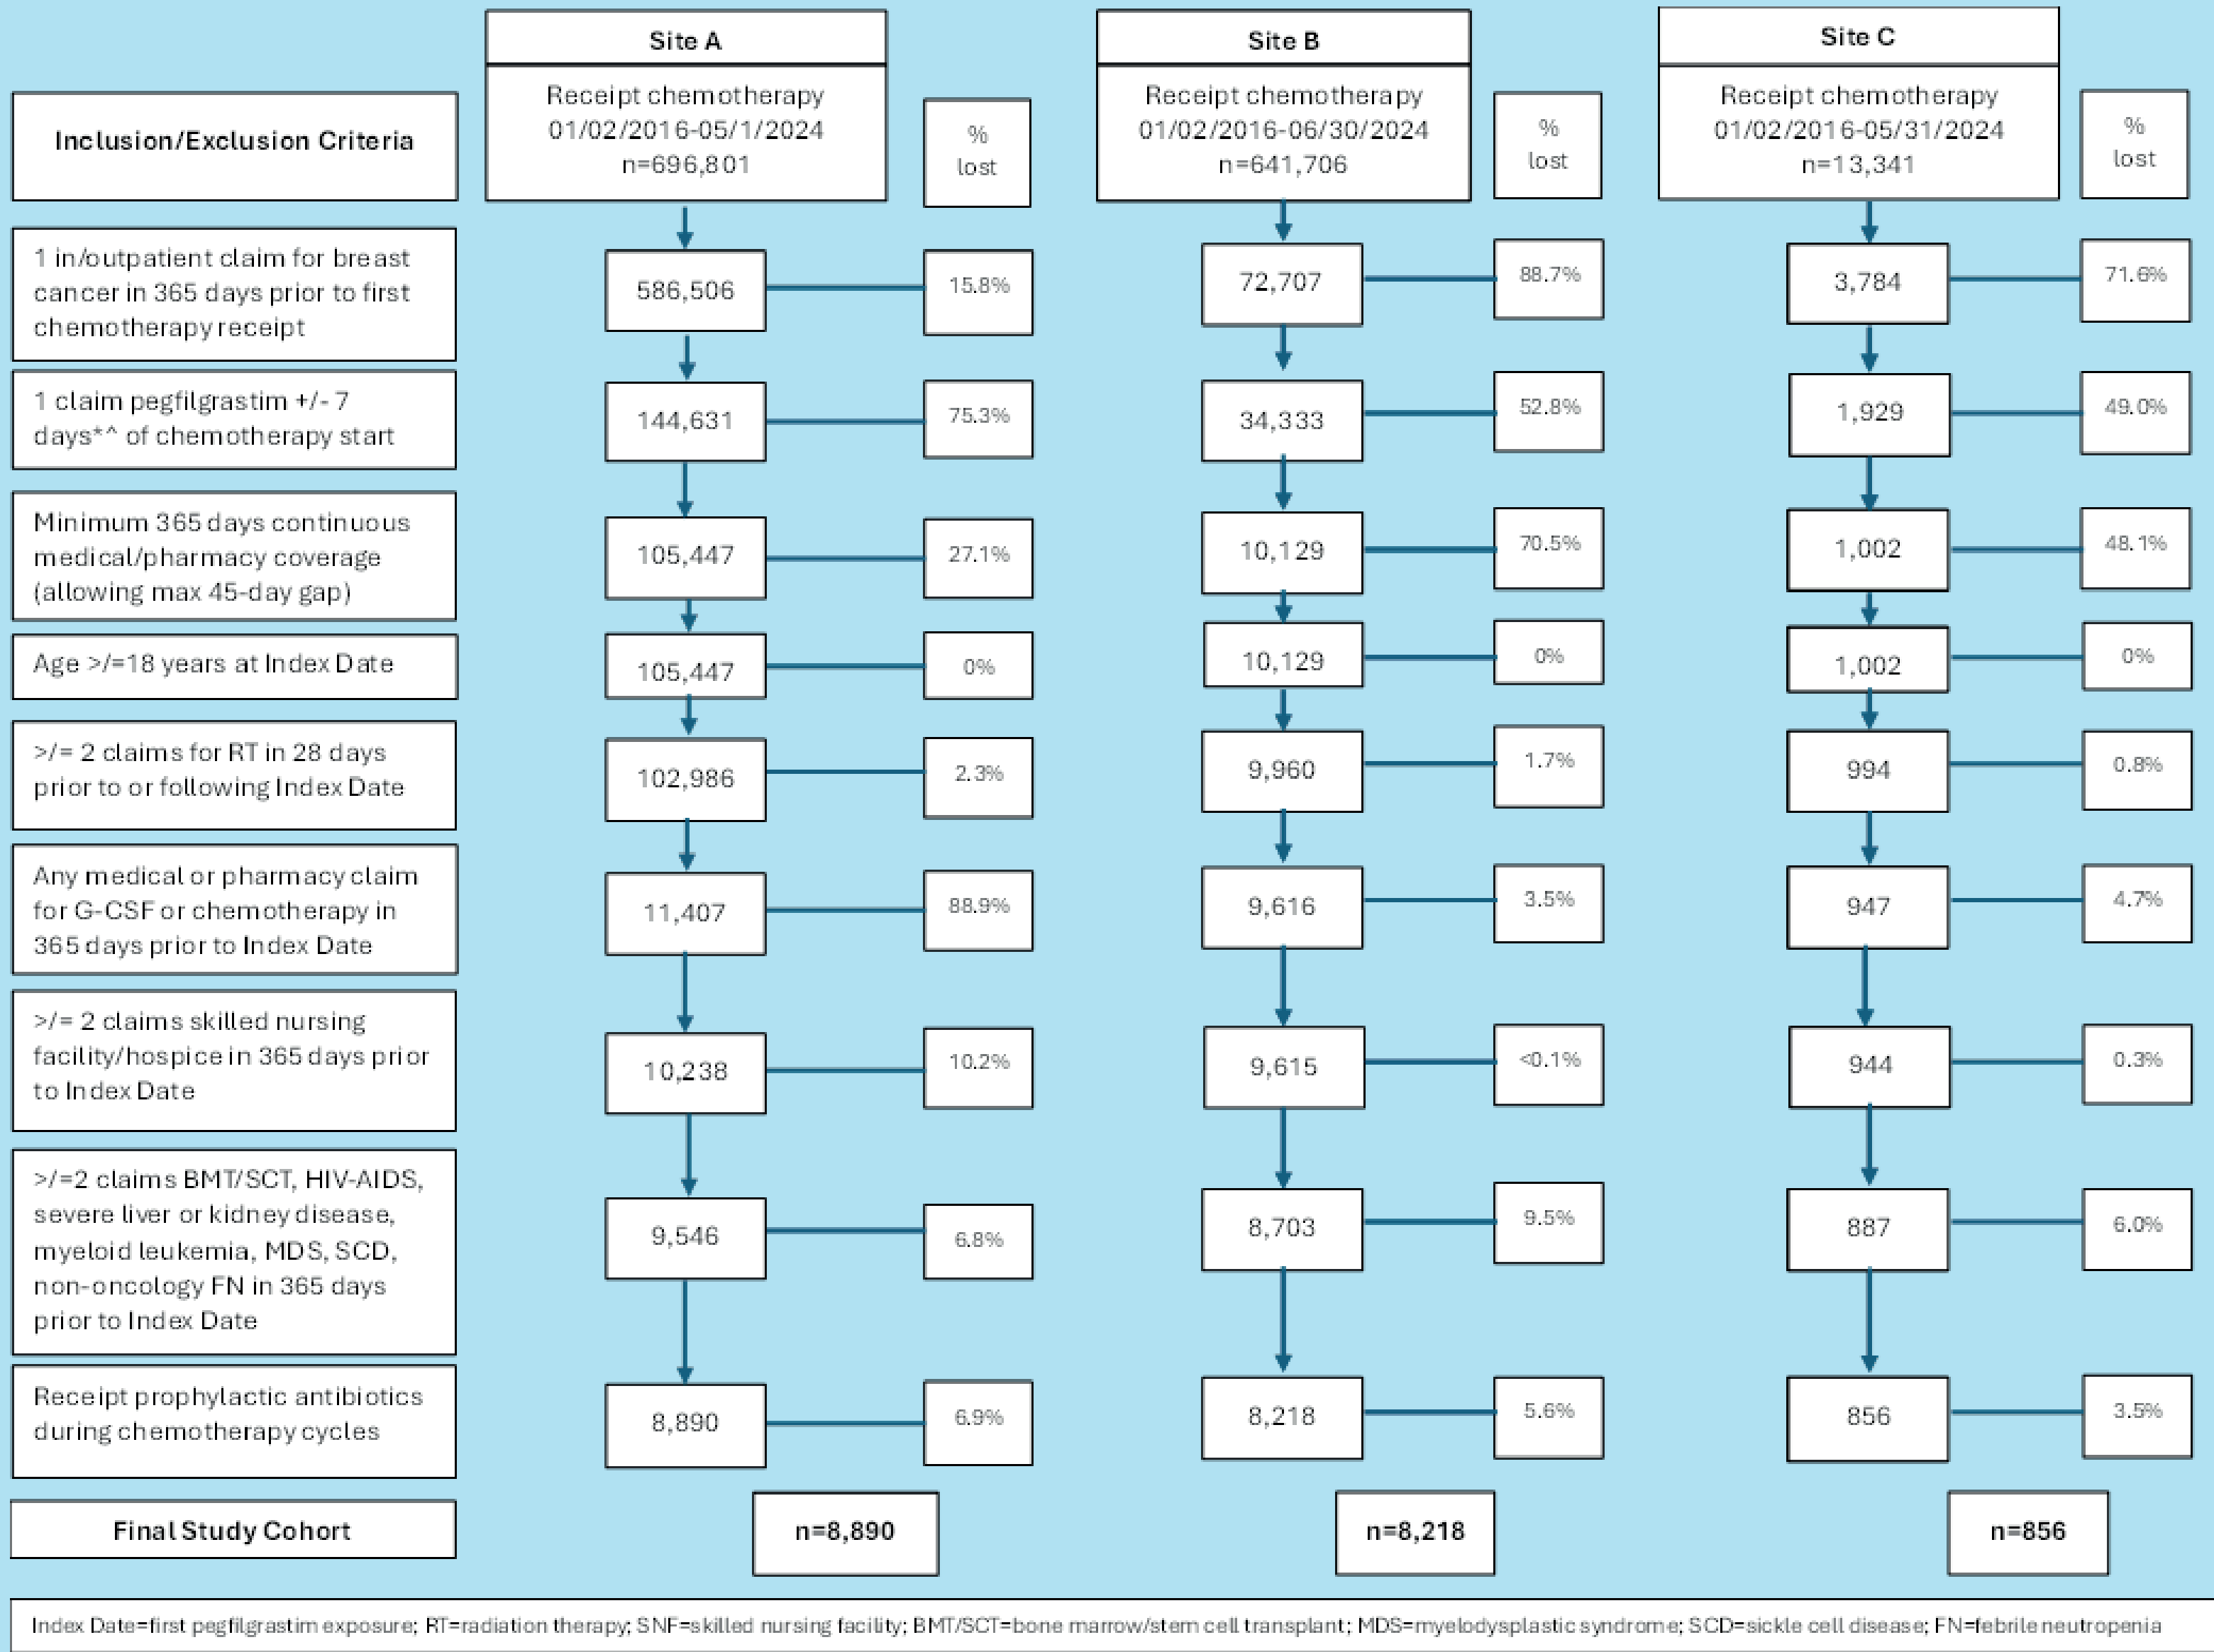 Site A
Site B
Site C
Inclusion/Exclusion Criteria
Receipt chemotherapy
01/02/2016-05/1/2024
n=696,801
%
lost
Receipt chemotherapy
01/02/2016-06/30/2024
n=641,706
%
lost
Receipt chemotherapy
01/02/2016-05/31/2024
n=13,341
%
lost
1 in/outpatient claim for breast
cancer in 365 days prior to first
chemotherapy receipt
586,506
15.8%
72,707
88.7%
3,784
71.6%
1 claim pegfilgrastim +/- 7
days*^ of chemotherapy start
144,631
75.3%
34,333
52.8%
1,929
49.0%
Minimum 365 days continuous
medical/pharmacy coverage
(allowing max 45-day gap)
105,447
27.1%
10,129
70.5%
1,002
48.1%
Age >/=18 years at Index Date
105,447
0%
10,129
0%
1,002
0%
>/= 2 claims for RT in 28 days
prior to or following Index Date
102,986
2.3%
9,960
1.7%
994
0.8%
Any medical or pharmacy claim
for G-CSF or chemotherapy in
365 days prior to Index Date
11,407
88.9%
9,616
3.5%
947
4.7%
>/= 2 claims skilled nursing
facility/hospice in 365 days prior
to Index Date
10,238
10.2%
9,615
<0.1%
944
0.3%
>/=2 claims BMT/SCT, HIV-AIDS,
severe liver or kidney disease,
myeloid leukemia, MDS, SCD,
non-oncology FN in 365 days
prior to Index Date
9,546
6.8%
8,703
9.5%
887
6.0%
Receipt prophylactic antibiotics
during chemotherapy cycles
8,890
6.9%
8,218
5.6%
856
3.5%
Final Study Cohort
n=8,890
n=8,218
n=856
Index Date=first pegfilgrastim exposure; RT=radiation therapy; SNF=skilled nursing facility; BMT/SCT=bone marrow/stem cell transplant; MDS=myelodysplastic syndrome; SCD=sickle cell disease; FN=febrile neutropenia